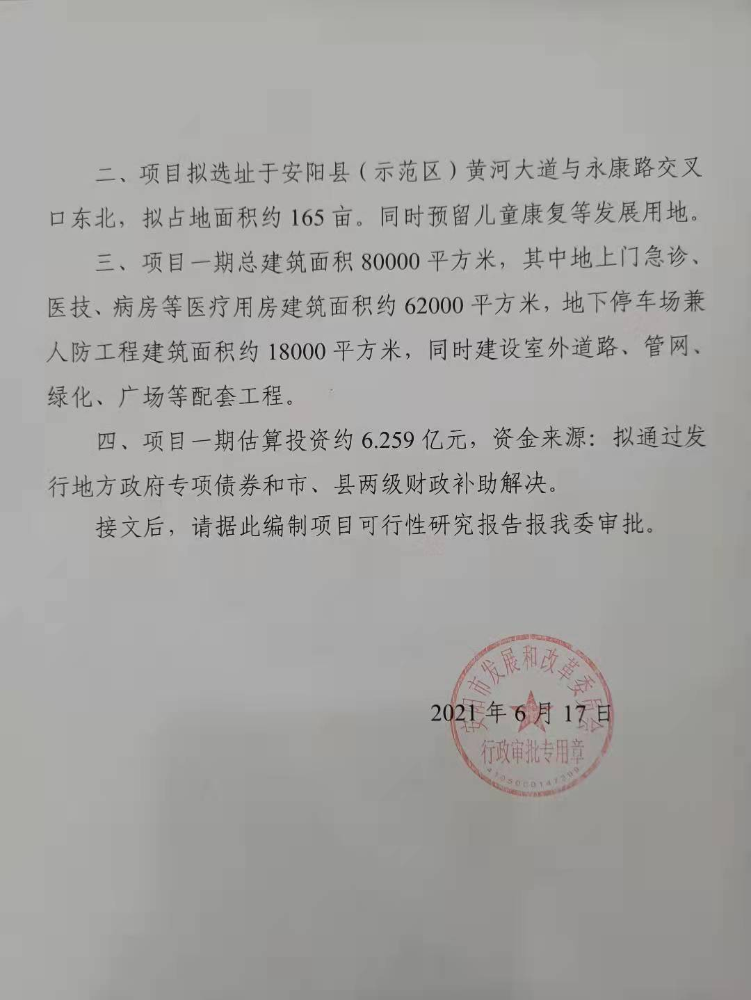 二、项目拟选址于安阳县（示范区）黄河大道与永康路交叉
口东北，拟占地面积约 165 亩。同时预留儿童康复等发展用地。
三、项目一期总建筑面积 80000 平方米，其中地上门急诊、
医技、病房等医疗用房建筑面积约 62000 平方米，地下停车场兼
人防工程建筑面积约 18000 平方米，同时建设室外道路、管网、
绿化、广场等配套工程。
四、项目一期估算投资约 6.259 亿元，资金来源：拟通过发
行地方政府专项债券和市、县两级财政补助解决。
接文后，请据此编制项目可行性研究报告报我委审批。
安阳市发展和改革委员会
2021 年 6 月 17 日
行政审批专用章